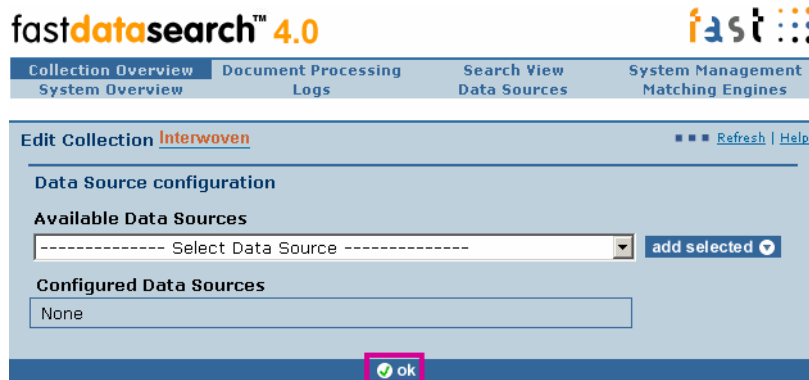 fastdatasearch™ 4.0
fast
Collection Overview Document Processing Search View System Management
System Overview Logs Data Sources Matching Engines
Edit Collection Interwoven Refresh | Help
Data Source configuration
Available Data Sources
-------------- Select Data Source -------------- add selected
Configured Data Sources
None
ok